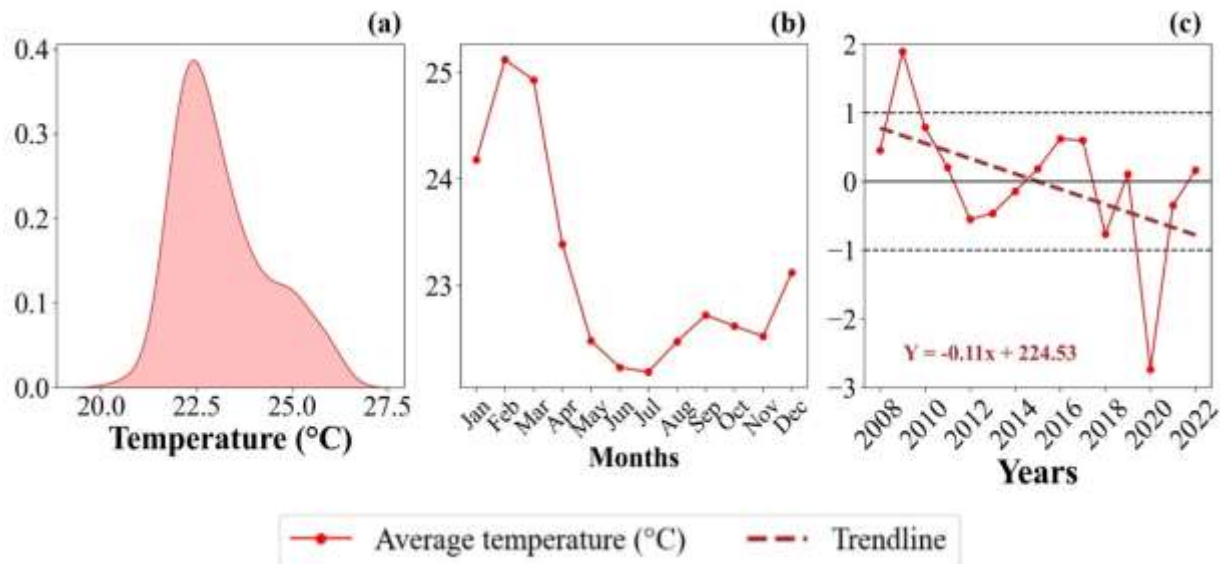 (a)
0.4
0.3
0.2
0.1
0.0
20.0 22.5 25.0 27.5
Temperature (°C)
(b)
25
24
23
Jan Feb Mar Apr May Jun Jul Aug Sep Oct Nov Dec
Months
(c)
2
1
0
−1
−2
−3
Y = -0.11x + 224.53
2008 2010 2012 2014 2016 2018 2020 2022
Years
Average temperature (°C) Trendline